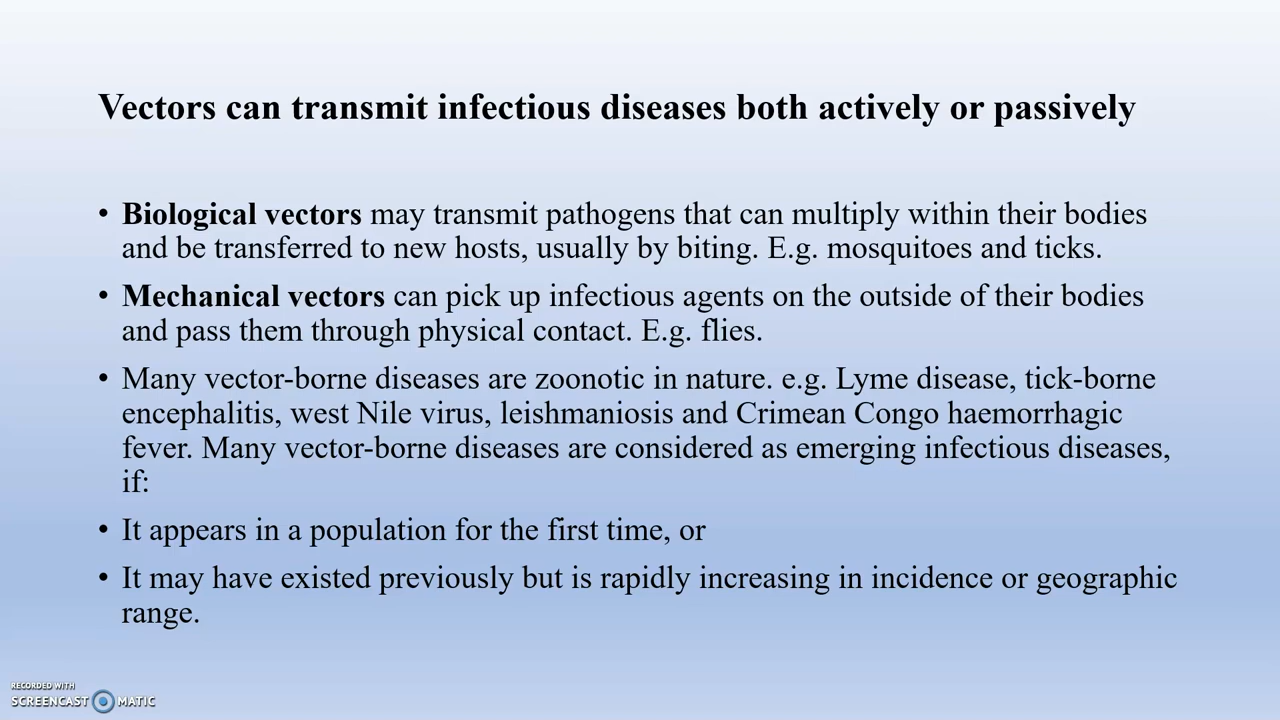 Vectors can transmit infectious diseases both actively or passively
• Biological vectors may transmit pathogens that can multiply within their bodies
and be transferred to new hosts, usually by biting. E.g. mosquitoes and ticks.
• Mechanical vectors can pick up infectious agents on the outside of their bodies
and pass them through physical contact. E.g. flies.
• Many vector-borne diseases are zoonotic in nature. e.g. Lyme disease, tick-borne
encephalitis, west Nile virus, leishmaniosis and Crimean Congo haemorrhagic
fever. Many vector-borne diseases are considered as emerging infectious diseases,
if:
• It appears in a population for the first time, or
• It may have existed previously but is rapidly increasing in incidence or geographic
range.
RECORDED WITH
SCREENCAST MATIC